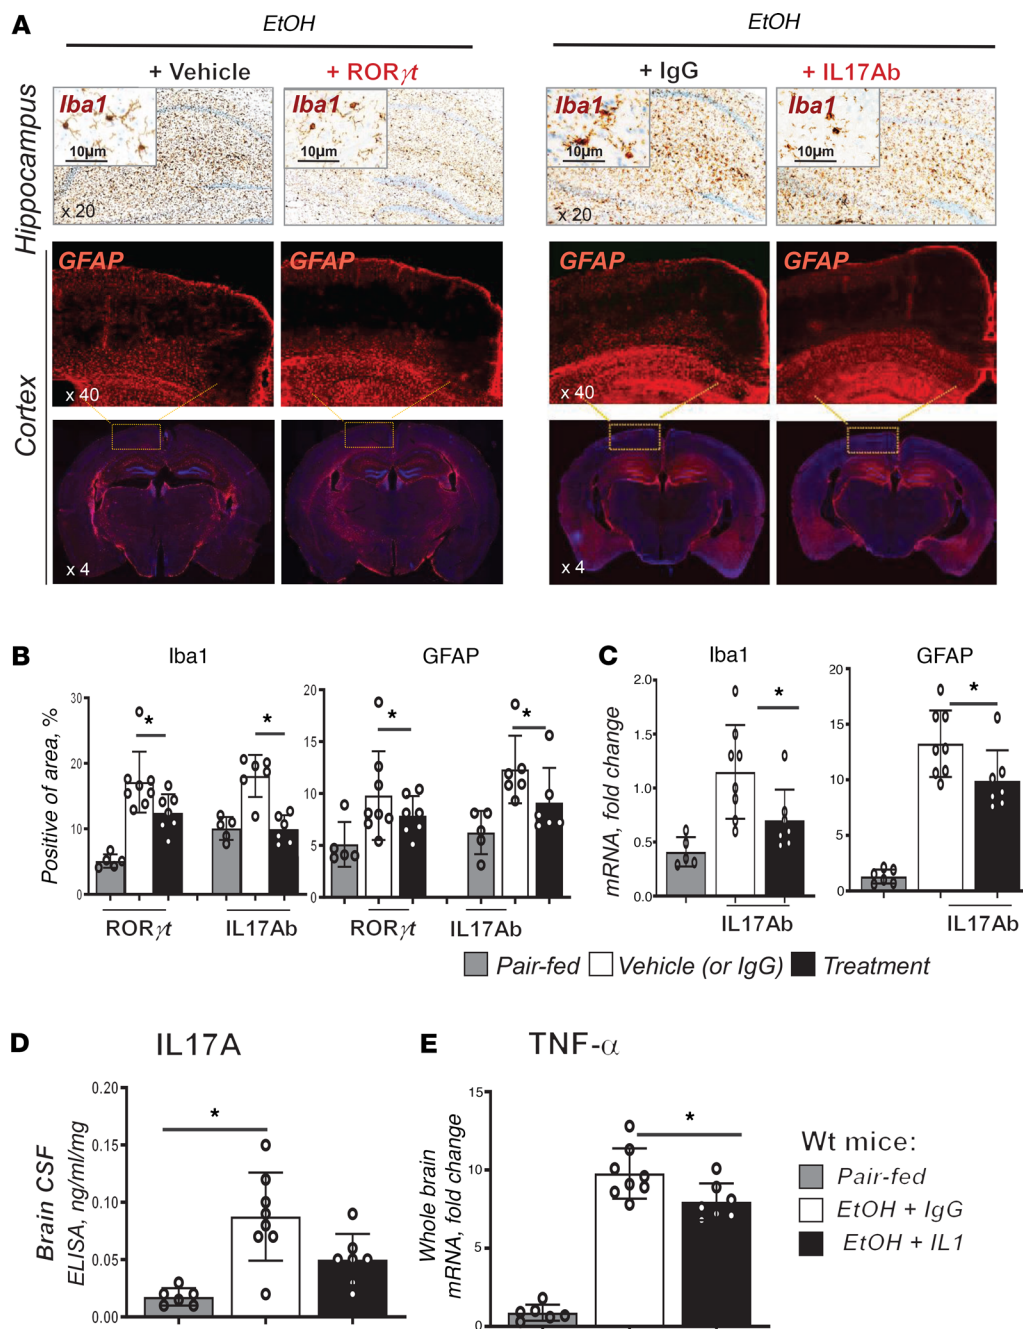 A
EtOH
EtOH
+ Vehicle
+ RORγt
+ IgG
+ IL17Ab
Hippocampus
Iba1
10µm
x 20
Iba1
10µm
Iba1
10µm
x 20
Iba1
10µm
Cortex
GFAP
x 40
GFAP
GFAP
x 40
GFAP
x 4
x 4
B
Iba1
GFAP
Positive of area, %
30
20
10
0
*
*
RORγt
IL17Ab
20
15
10
5
0
*
*
RORγt
IL17Ab
C
Iba1
GFAP
mRNA, fold change
2.0
1.5
1.0
0.5
0.0
*
IL17Ab
20
15
10
5
0
*
IL17Ab
Pair-fed
Vehicle (or IgG)
Treatment
D
IL17A
Brain CSF
ELISA, ng/ml/mg
0.20
0.15
0.10
0.05
0.00
*
E
TNF-α
Whole brain
mRNA, fold change
15
10
5
0
*
Wt mice:
Pair-fed
EtOH + IgG
EtOH + IL1